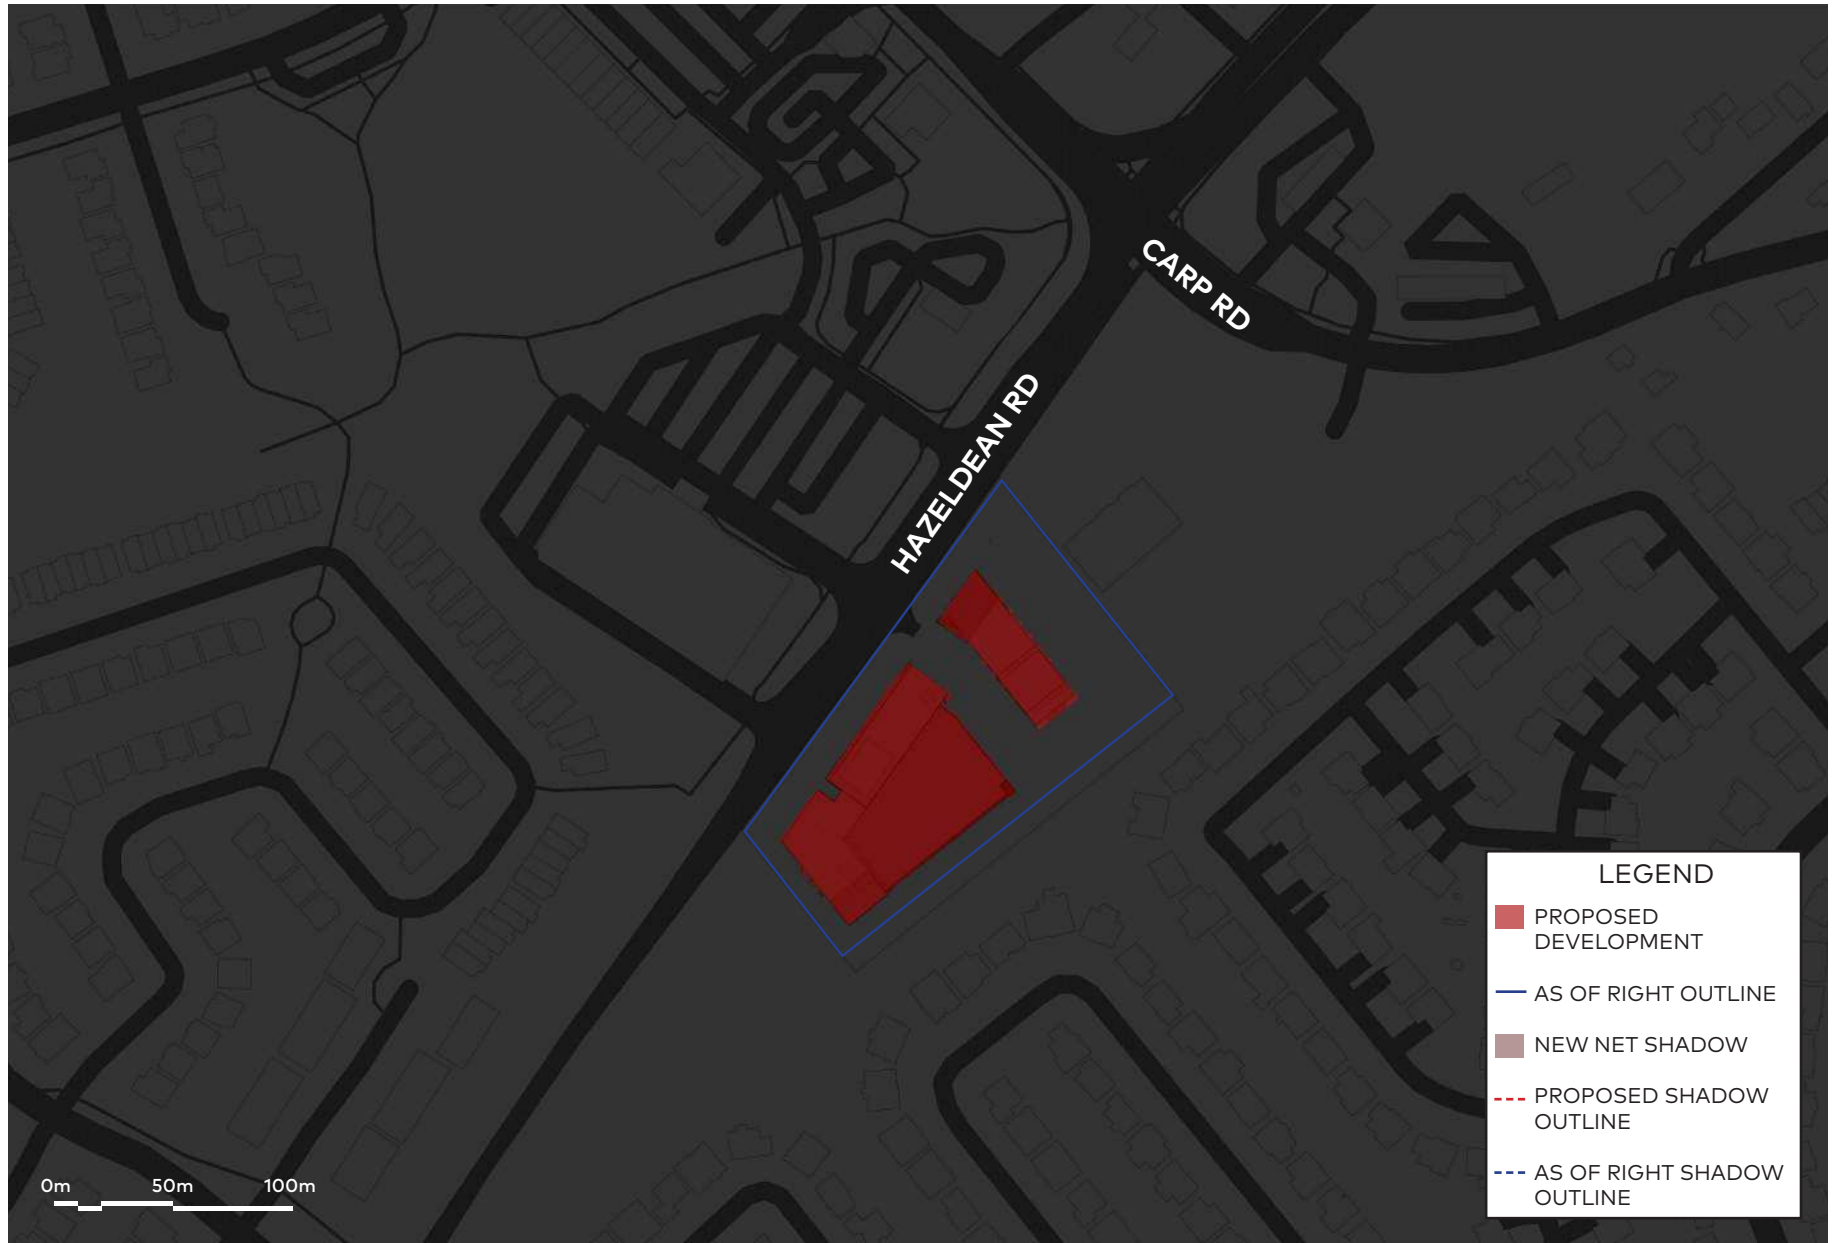 CARP RD
HAZELDEAN RD
LEGEND
PROPOSED
DEVELOPMENT
AS OF RIGHT OUTLINE
NEW NET SHADOW
PROPOSED SHADOW
OUTLINE
AS OF RIGHT SHADOW
OUTLINE
0m 50m 100m